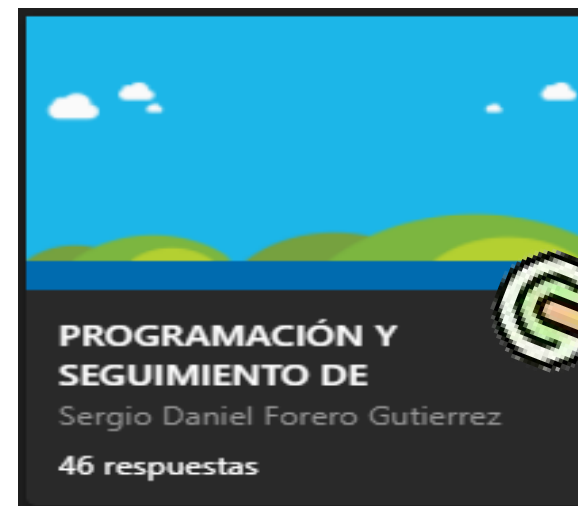 PROGRAMACIÓN Y
SEGUIMIENTO DE
Sergio Daniel Forero Gutierrez
46 respuestas